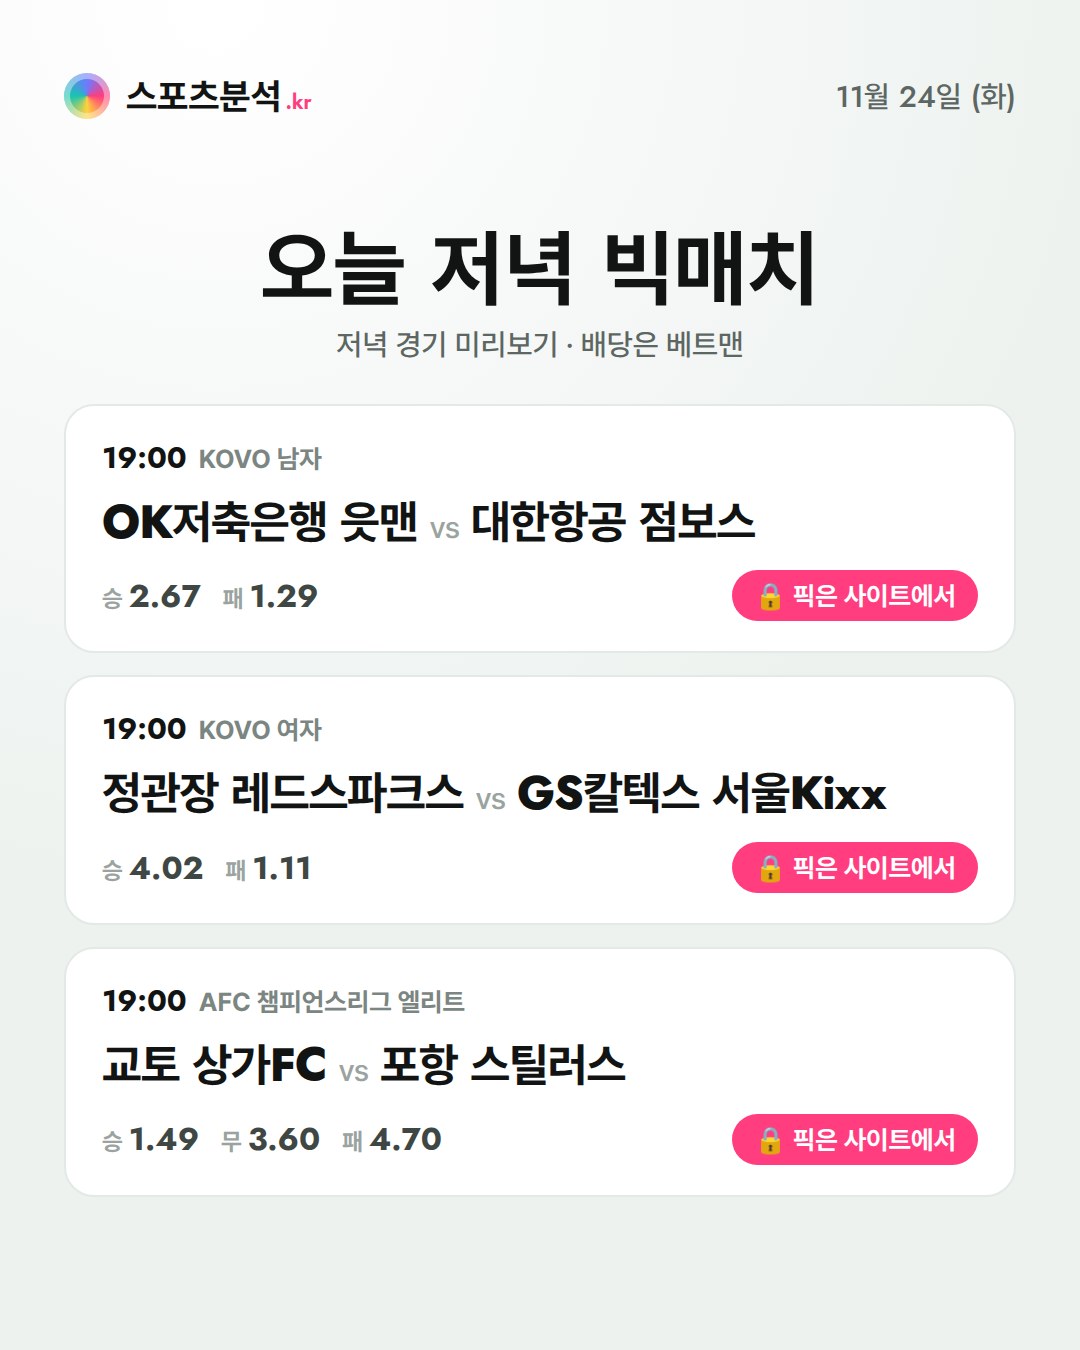 스포츠분석.kr
11월 24일 (화)
오늘 저녁 빅매치
저녁 경기 미리보기 · 배당은 베트맨
19:00 KOVO 남자
OK저축은행 읏맨 VS 대한항공 점보스
승 2.67 패 1.29
🔒 픽은 사이트에서
19:00 KOVO 여자
정관장 레드스파크스 VS GS칼텍스 서울Kixx
승 4.02 패 1.11
🔒 픽은 사이트에서
19:00 AFC 챔피언스리그 엘리트
교토 상가FC VS 포항 스틸러스
승 1.49 무 3.60 패 4.70
🔒 픽은 사이트에서